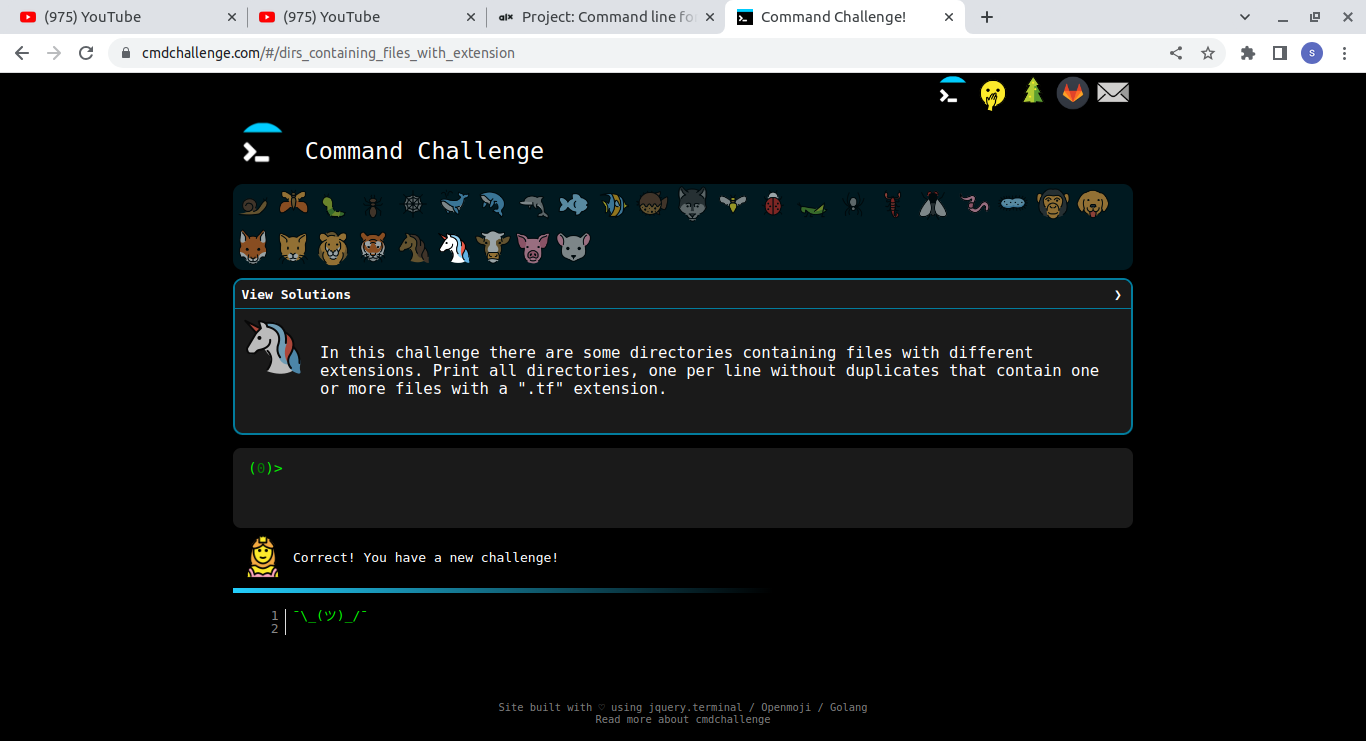 (975) YouTube
(975) YouTube
Project: Command line fo
Command Challenge!
cmdchallenge.com/#/dirs_containing_files_with_extension
S
Command Challenge
View Solutions
In this challenge there are some directories containing files with different
extensions. Print all directories, one per line without duplicates that contain one
or more files with a ".tf" extension.
(0)>
Correct! You have a new challenge!
1 ¯\_(ツ)_/¯
2
Site built with ♡ using jquery.terminal / Openmoji / Golang
Read more about cmdchallenge